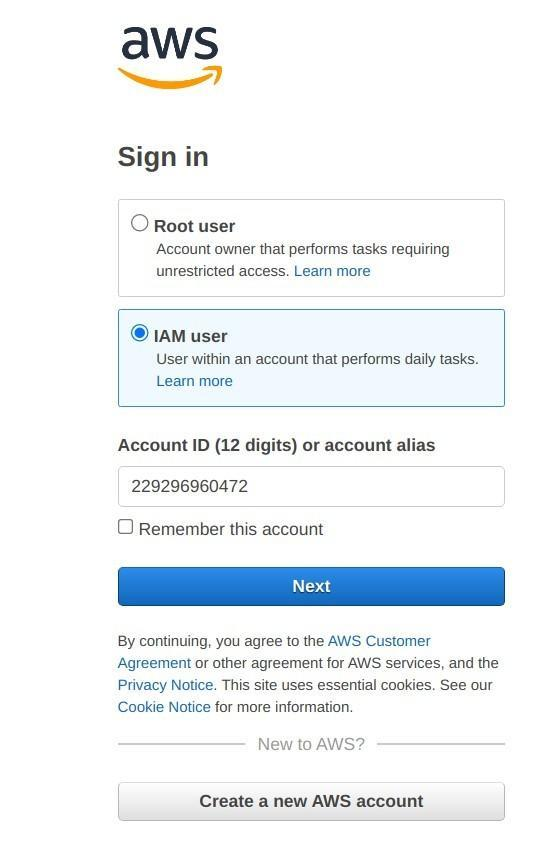 aws
Sign in
Root user
Account owner that performs tasks requiring
unrestricted access. Learn more
IAM user
User within an account that performs daily tasks.
Learn more
Account ID (12 digits) or account alias
229296960472
Remember this account
Next
By continuing, you agree to the AWS Customer
Agreement or other agreement for AWS services, and the
Privacy Notice. This site uses essential cookies. See our
Cookie Notice for more information.
New to AWS?
Create a new AWS account